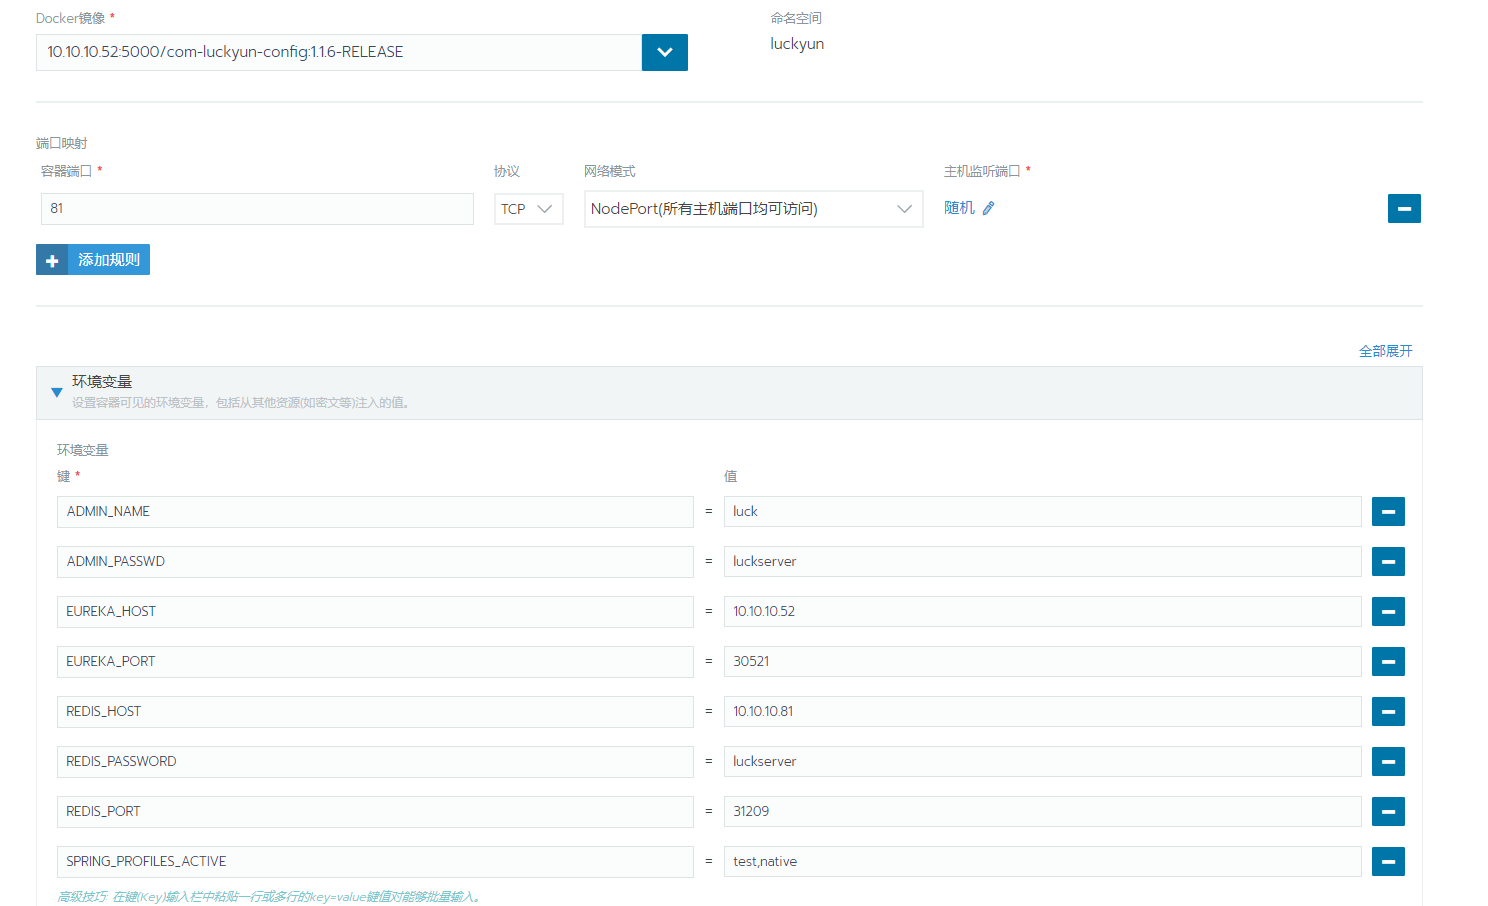 Docker镜像 *
命名空间
10.10.10.52:5000/com-luckyun-config:1.1.6-RELEASE
luckyun
端口映射
容器端口 *
协议
网络模式
主机监听端口 *
81
TCP
NodePort(所有主机端口均可访问)
随机
添加规则
全部展开
环境变量
设置容器可见的环境变量，包括从其他资源(如密文等)注入的值。
环境变量
键 *
值
ADMIN_NAME = luck
ADMIN_PASSWD = luckserver
EUREKA_HOST = 10.10.10.52
EUREKA_PORT = 30521
REDIS_HOST = 10.10.10.81
REDIS_PASSWORD = luckserver
REDIS_PORT = 31209
SPRING_PROFILES_ACTIVE = test,native
高级技巧: 在键(Key)输入栏中粘贴一行或多行的key=value键值对能够批量输入。